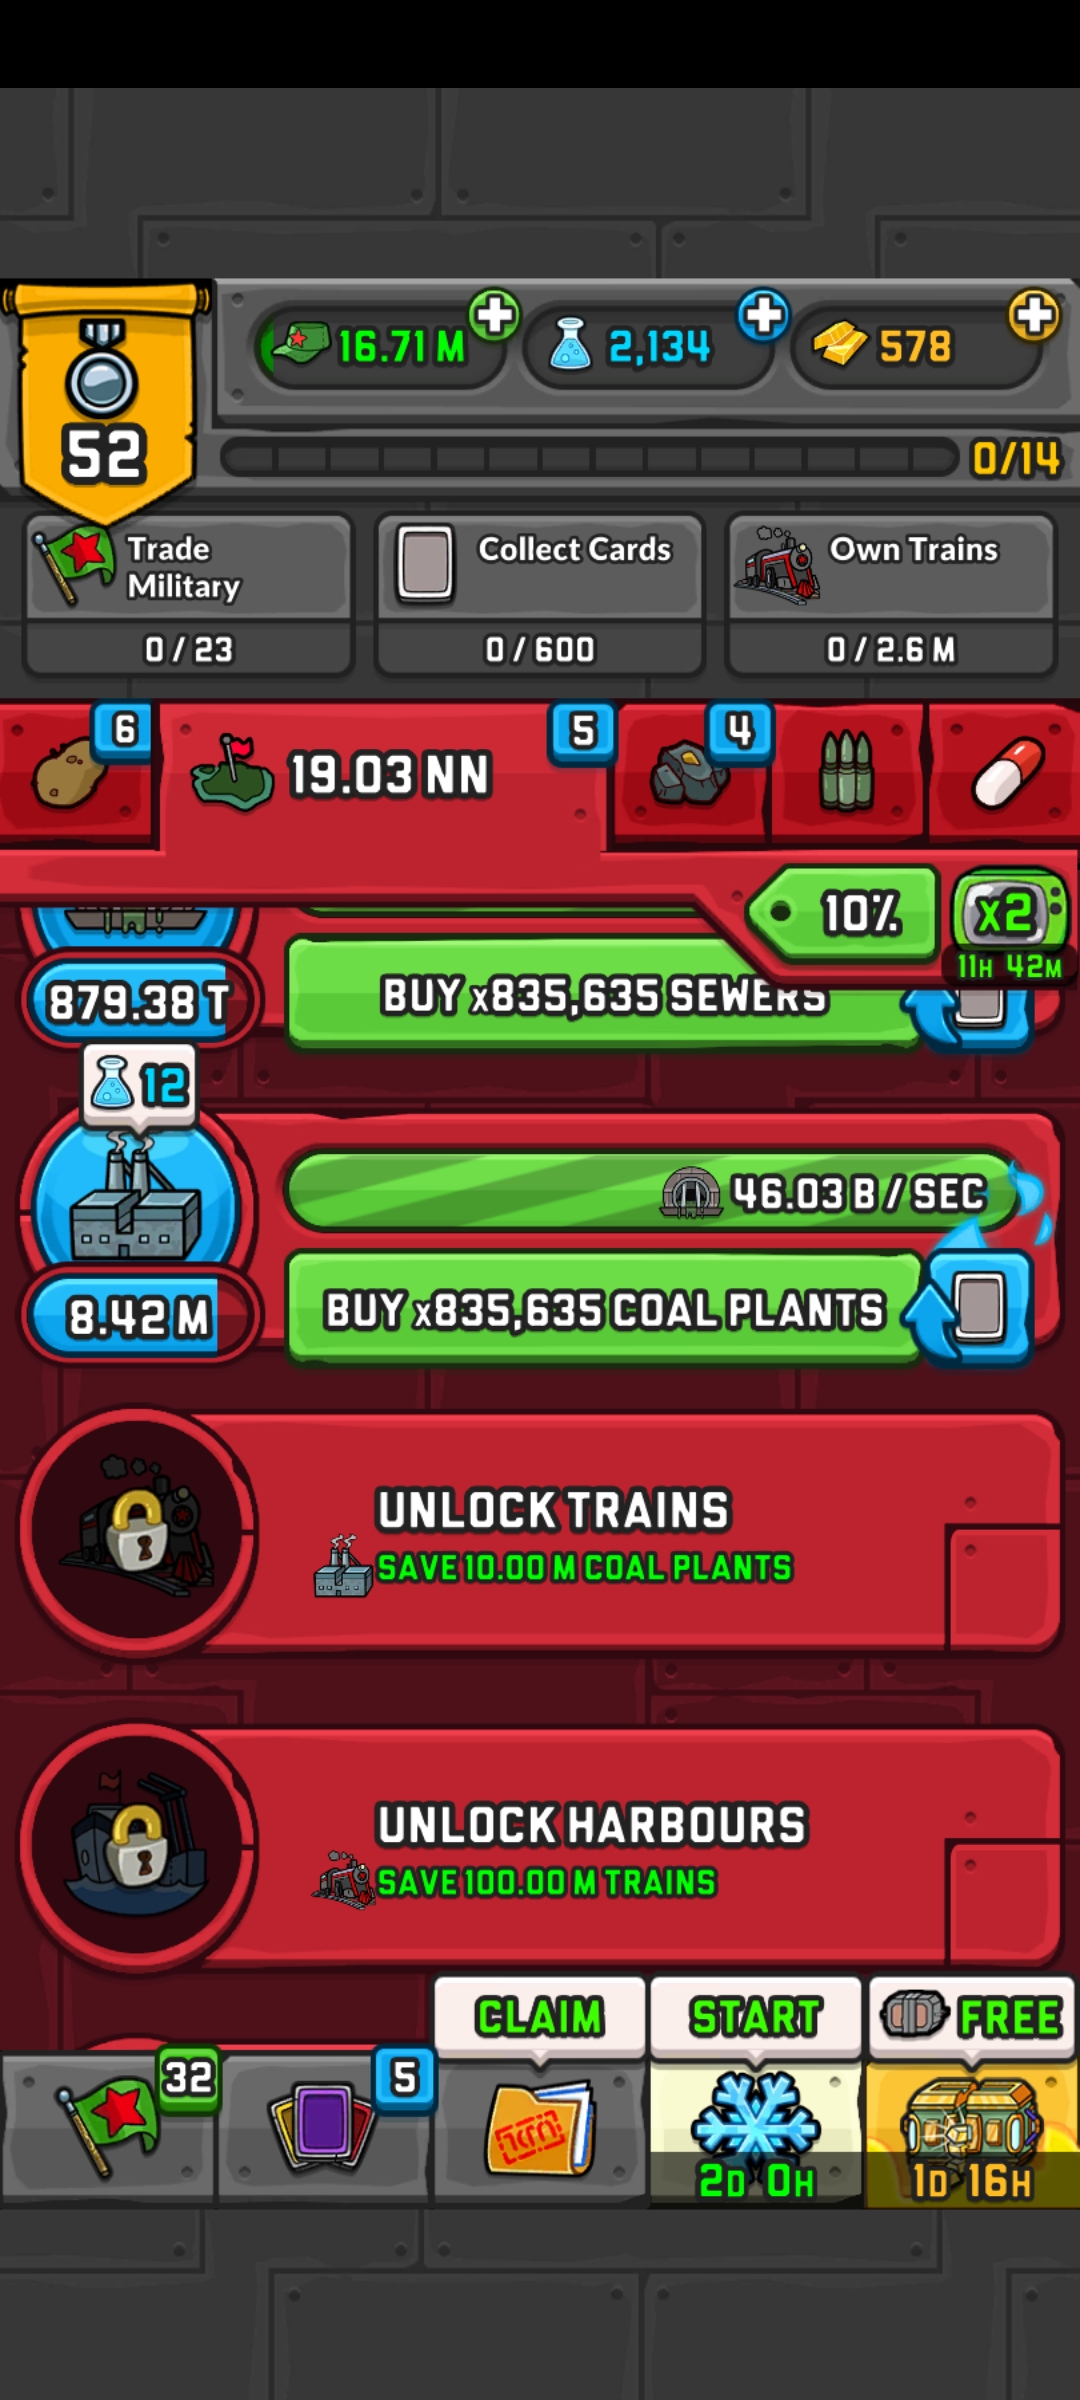 16.71 M
2,134
578
52
0/14
Trade
Military
Collect Cards
Own Trains
0 / 23
0 / 600
0 / 2.6 M
6
19.03 NN
5
4
10%
x2
11H 42M
879.38 T
BUY x835,635 SEWERS
12
46.03 B / SEC
8.42 M
BUY x835,635 COAL PLANTS
UNLOCK TRAINS
SAVE 10.00 M COAL PLANTS
UNLOCK HARBOURS
SAVE 100.00 M TRAINS
CLAIM
START
FREE
32
5
2D 0H
1D 16H